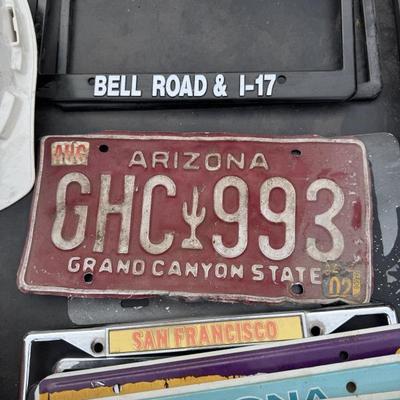 BELL ROAD & I-17
AUG
ARIZONA
GHC 993
GRAND CANYON STATE
02
SAN FRANCISCO